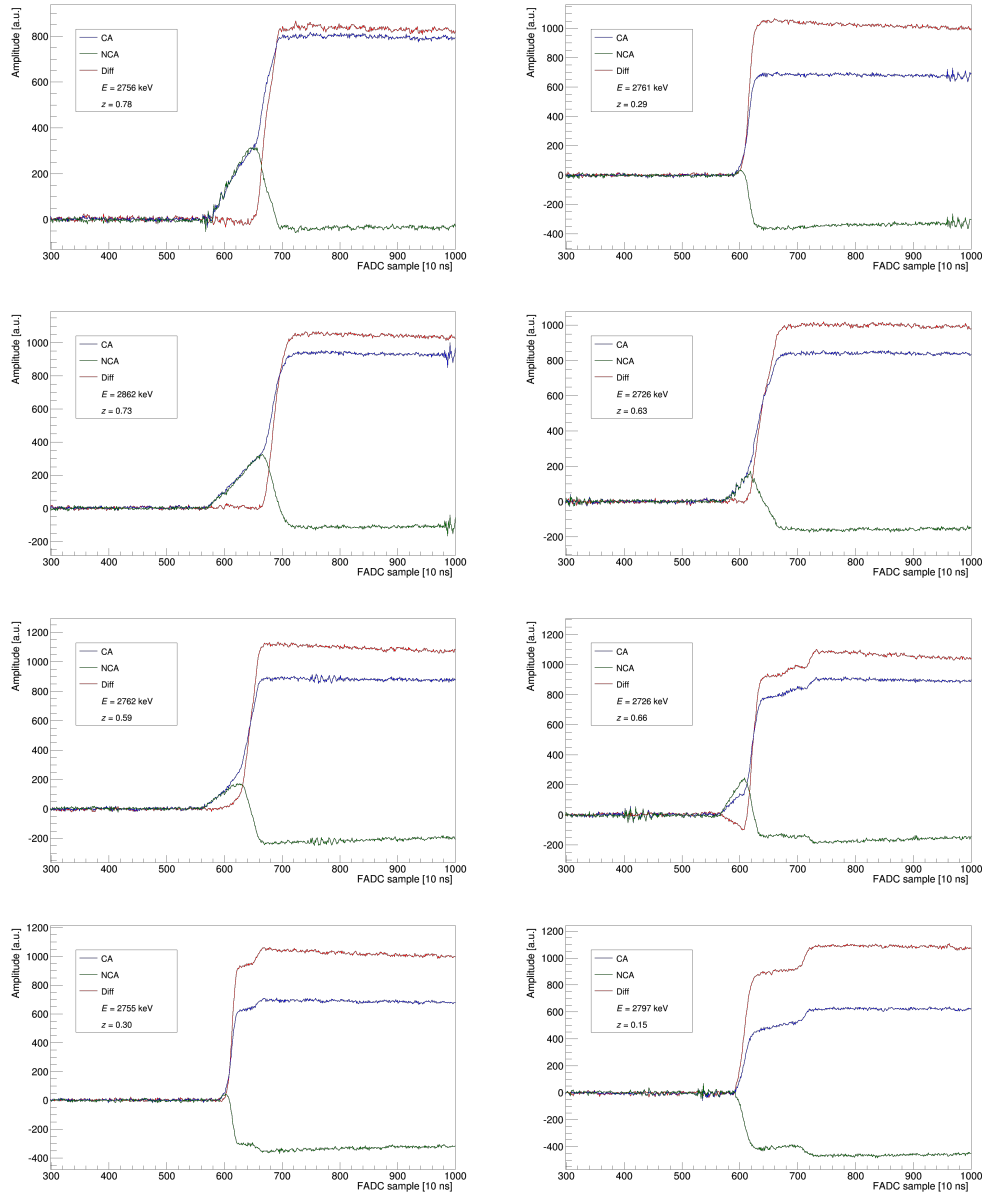 Amplitude [a.u.]
800
600
400
200
0
CA
NCA
Diff
E = 2756 keV
z = 0.78
300 400 500 600 700 800 900 1000
FADC sample [10 ns]
Amplitude [a.u.]
1000
800
600
400
200
0
-200
-400
CA
NCA
Diff
E = 2761 keV
z = 0.29
300 400 500 600 700 800 900 1000
FADC sample [10 ns]
Amplitude [a.u.]
1000
800
600
400
200
0
-200
CA
NCA
Diff
E = 2862 keV
z = 0.73
300 400 500 600 700 800 900 1000
FADC sample [10 ns]
Amplitude [a.u.]
1000
800
600
400
200
0
-200
CA
NCA
Diff
E = 2726 keV
z = 0.63
300 400 500 600 700 800 900 1000
FADC sample [10 ns]
Amplitude [a.u.]
1200
1000
800
600
400
200
0
-200
CA
NCA
Diff
E = 2762 keV
z = 0.59
300 400 500 600 700 800 900 1000
FADC sample [10 ns]
Amplitude [a.u.]
1200
1000
800
600
400
200
0
-200
CA
NCA
Diff
E = 2726 keV
z = 0.66
300 400 500 600 700 800 900 1000
FADC sample [10 ns]
Amplitude [a.u.]
1200
1000
800
600
400
200
0
-200
-400
CA
NCA
Diff
E = 2755 keV
z = 0.30
300 400 500 600 700 800 900 1000
FADC sample [10 ns]
Amplitude [a.u.]
1200
1000
800
600
400
200
0
-200
-400
CA
NCA
Diff
E = 2797 keV
z = 0.15
300 400 500 600 700 800 900 1000
FADC sample [10 ns]